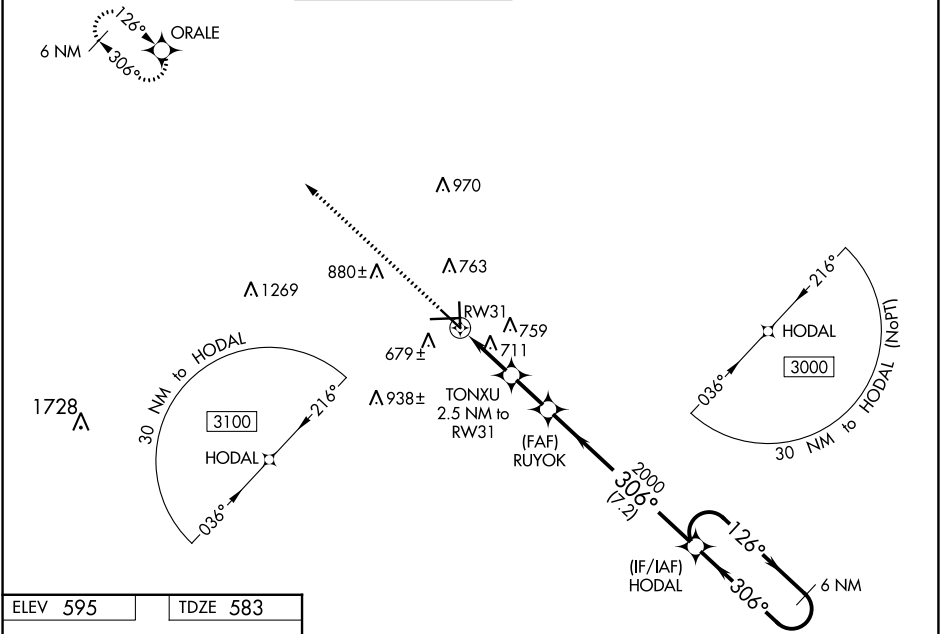 126°
ORALE
6 NM
306°
970
880±
763
1269
RW31
759
679±
711
216°
HODAL
3000
036°
30 NM to HODAL (NoPT)
30 NM to HODAL
216°
3100
HODAL
036°
1728
938±
TONXU
2.5 NM to
RW31
(FAF)
RUYOK
2000
306°
(7.2)
126°
(IF/IAF)
HODAL
306°
6 NM
ELEV 595
TDZE 583